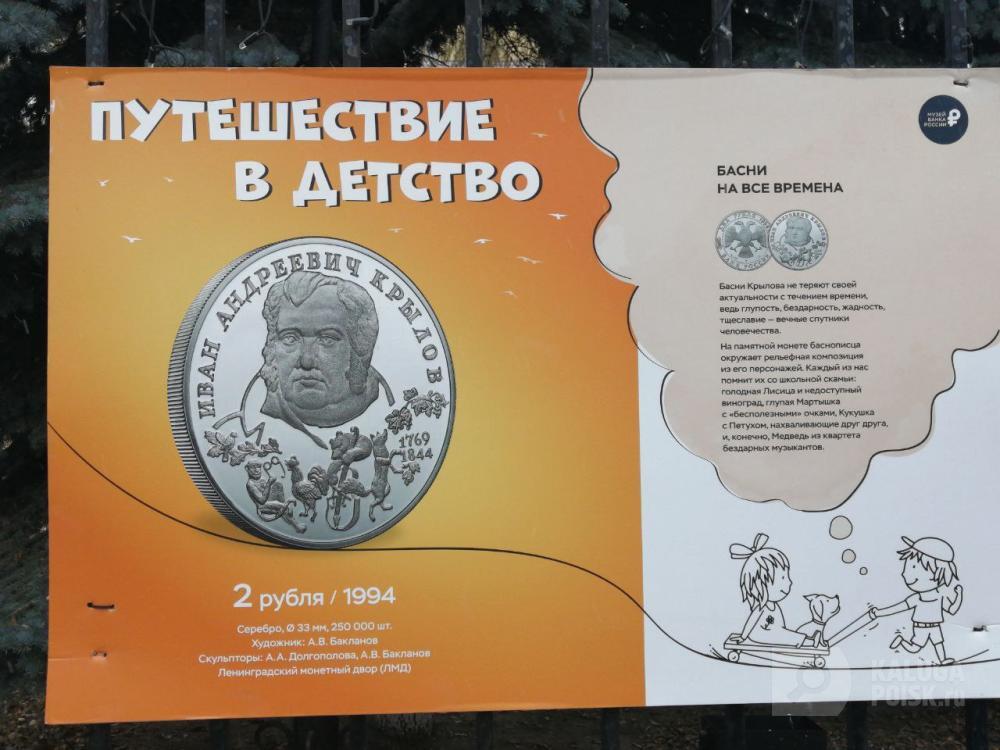 ПУТЕШЕСТВИЕ
В ДЕТСТВО
ИВАН АНДРЕЕВИЧ КРЫЛОВ
1769
1844
2 рубля / 1994
Серебро, Ø 33 мм, 250 000 шт.
Художник: А.В. Бакланов
Скульпторы: А.А. Долгополова, А.В. Бакланов
Ленинградский монетный двор (ЛМД)
МУЗЕЙ
БАНКА
РОССИИ
БАСНИ
НА ВСЕ ВРЕМЕНА
Басни Крылова не теряют своей
актуальности с течением времени,
ведь глупость, бездарность, жадность,
тщеславие — вечные спутники
человечества.
На памятной монете баснописца
окружает рельефная композиция
из его персонажей. Каждый из нас
помнит их со школьной скамьи:
голодная Лисица и недоступный
виноград, глупая Мартышка
с «бесполезными» очками, Кукушка
с Петухом, нахваливающие друг друга,
и, конечно, Медведь из квартета
бездарных музыкантов.
KALUGA
POISK.ru